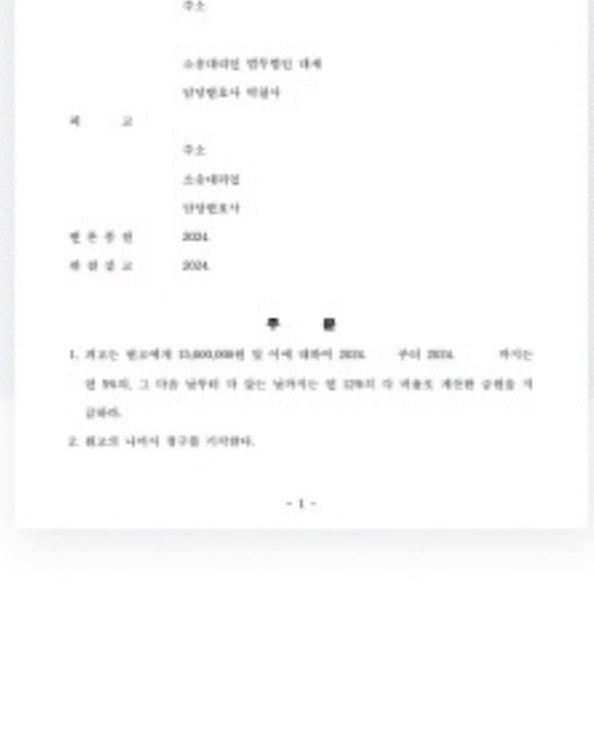 주소
소송대리인 법무법인 대세
담당변호사
피 고
주소
소송대리인
담당변호사
변 론 종 결 2024.
판 결 선 고 2024.
주 문
1. 피고는 원고에게 15,000,000원 및 이에 대하여 2024. 부터 2024. 까지는
연 5%의, 그 다음 날부터 다 갚는 날까지는 연 12%의 각 비율로 계산한 금원을 지
급하라.
2. 원고의 나머지 청구를 기각한다.
- 1 -